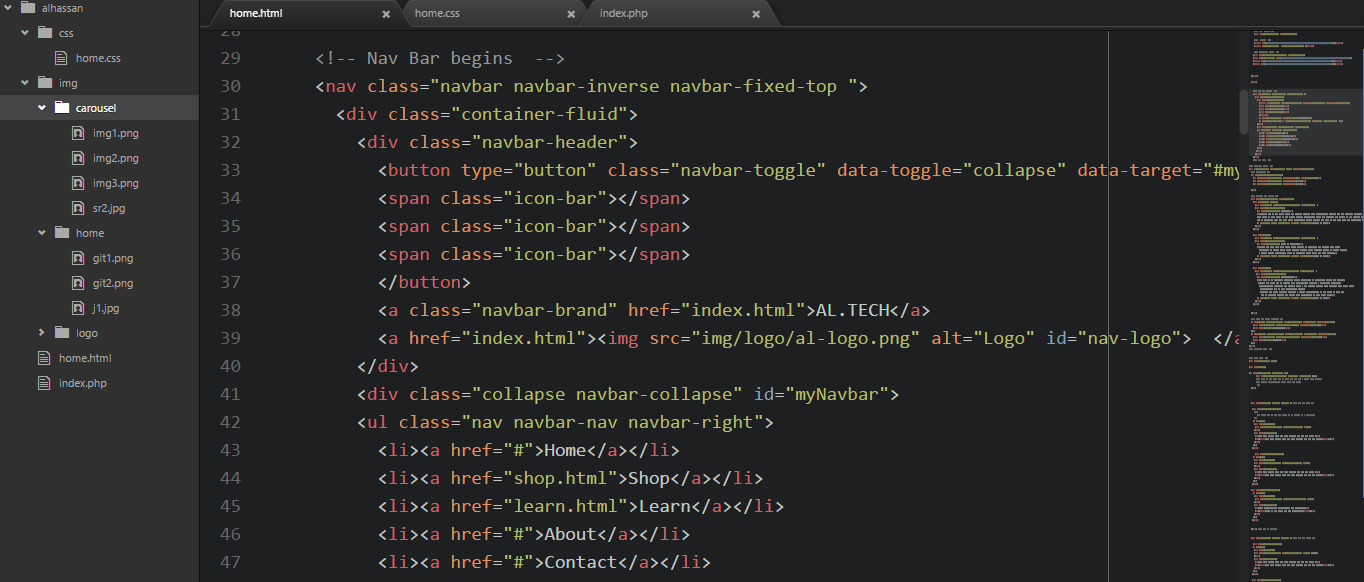 alhassan
css
home.css
img
carousel
img1.png
img2.png
img3.png
sr2.jpg
home
git1.png
git2.png
j1.jpg
logo
home.html
index.php
home.html × home.css × index.php ×
28
29 <!-- Nav Bar begins  -->
30 <nav class="navbar navbar-inverse navbar-fixed-top ">
31 <div class="container-fluid">
32 <div class="navbar-header">
33 <button type="button" class="navbar-toggle" data-toggle="collapse" data-target="#my
34 <span class="icon-bar"></span>
35 <span class="icon-bar"></span>
36 <span class="icon-bar"></span>
37 </button>
38 <a class="navbar-brand" href="index.html">AL.TECH</a>
39 <a href="index.html"><img src="img/logo/al-logo.png" alt="Logo" id="nav-logo">  </a
40 </div>
41 <div class="collapse navbar-collapse" id="myNavbar">
42 <ul class="nav navbar-nav navbar-right">
43 <li><a href="#">Home</a></li>
44 <li><a href="shop.html">Shop</a></li>
45 <li><a href="learn.html">Learn</a></li>
46 <li><a href="#">About</a></li>
47 <li><a href="#">Contact</a></li>